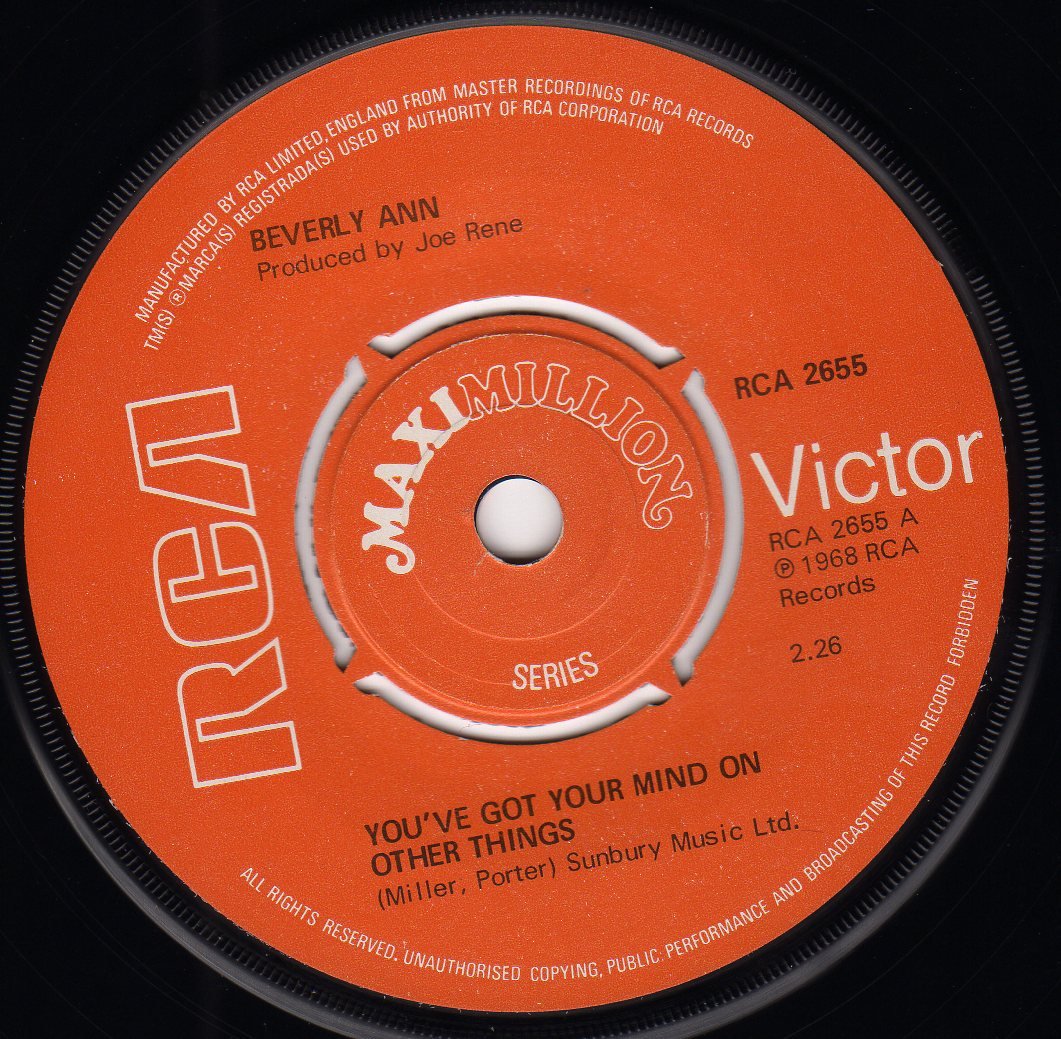 MANUFACTURED BY RCA LIMITED, ENGLAND FROM MASTER RECORDINGS OF RCA RECORDS
TM(S) ® MARCA(S) REGISTRADA(S) USED BY AUTHORITY OF RCA CORPORATION
BEVERLY ANN
Produced by Joe Rene
RCA
MAXIMILLION
SERIES
RCA 2655
Victor
RCA 2655 A
℗ 1968 RCA
Records
2.26
YOU'VE GOT YOUR MIND ON
OTHER THINGS
(Miller, Porter) Sunbury Music Ltd.
ALL RIGHTS RESERVED. UNAUTHORISED COPYING, PUBLIC PERFORMANCE AND BROADCASTING OF THIS RECORD FORBIDDEN